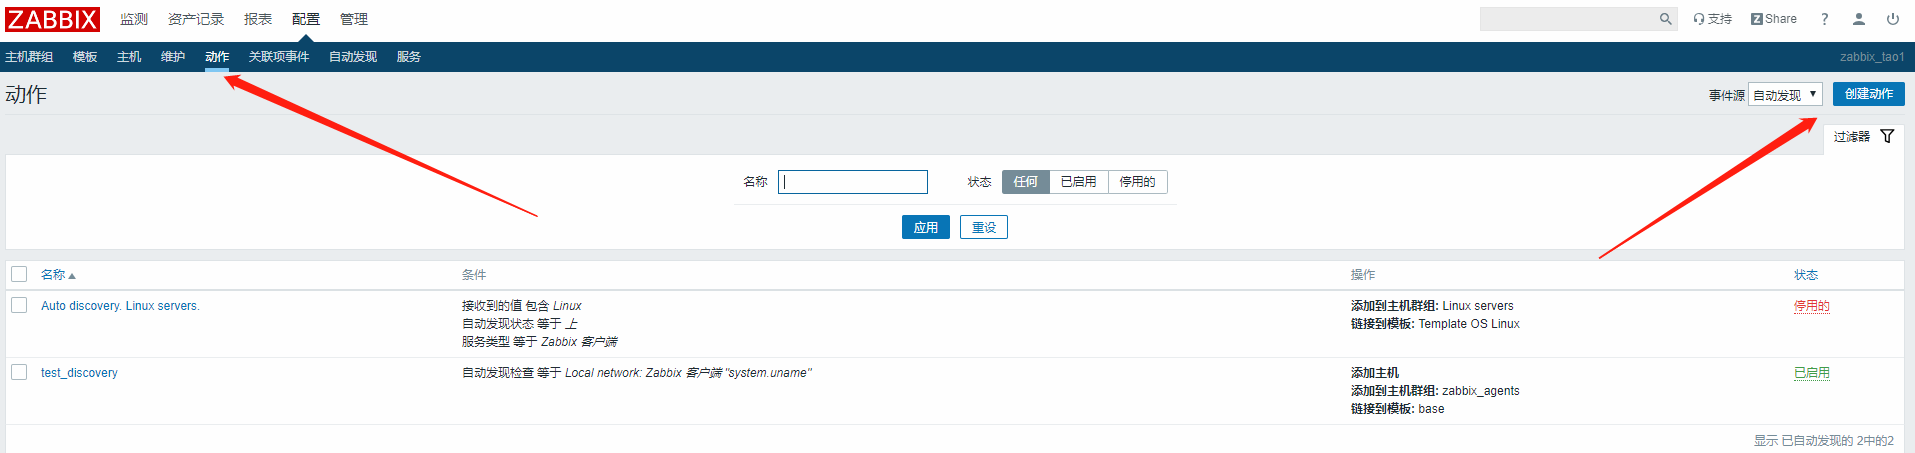 ZABBIX 监测 资产记录 报表 配置 管理 支持 Z Share ?
主机群组 模板 主机 维护 动作 关联项事件 自动发现 服务 zabbix_tao1
动作 事件源 自动发现 创建动作
过滤器
名称 状态 任何 已启用 停用的
应用 重设
名称 条件 操作 状态
Auto discovery. Linux servers. 接收到的值 包含 Linux 添加到主机群组: Linux servers 停用的
自动发现状态 等于 上 链接到模板: Template OS Linux
服务类型 等于 Zabbix 客户端
test_discovery 自动发现检查 等于 Local network: Zabbix 客户端 "system.uname" 添加主机 已启用
添加到主机群组: zabbix_agents
链接到模板: base
显示 已自动发现的 2中的2